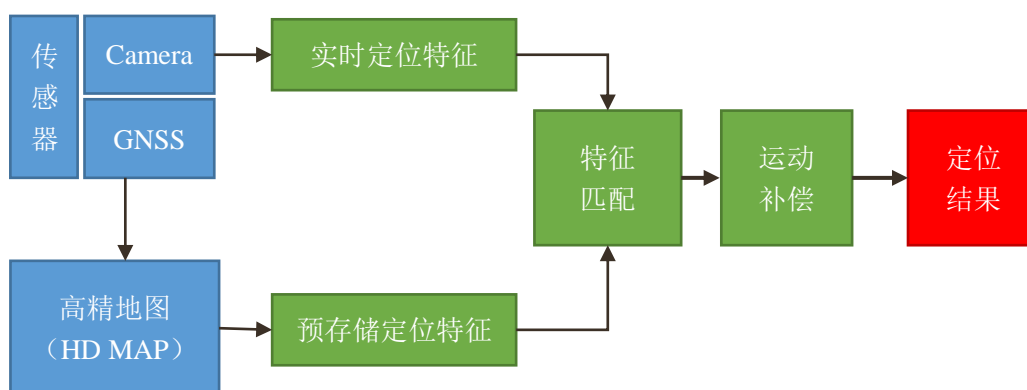 传
感
器
Camera
GNSS
实时定位特征
特征
匹配
运动
补偿
定位
结果
高精地图
（HD MAP）
预存储定位特征